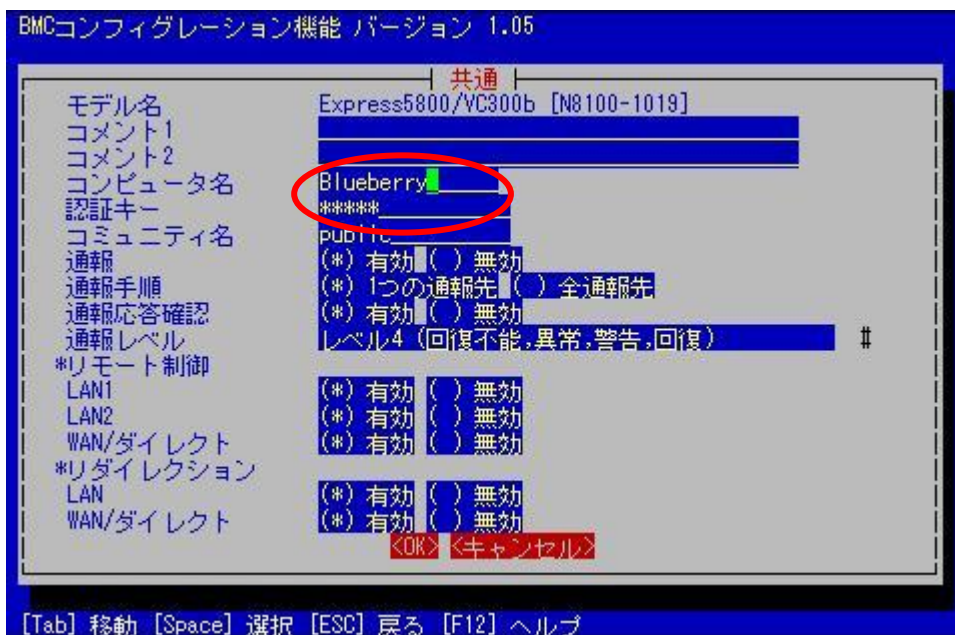 BMCコンフィグレーション機能 バージョン 1.05
共通
モデル名 Express5800/VC300b [N8100-1019]
コメント1
コメント2
コンピュータ名 Blueberry
認証キー *****
コミュニティ名 public
通報 (*) 有効 ( ) 無効
通報手順 (*) 1つの通報先 ( ) 全通報先
通報応答確認 (*) 有効 ( ) 無効
通報レベル レベル4 (回復不能,異常,警告,回復) #
*リモート制御
LAN1 (*) 有効 ( ) 無効
LAN2 (*) 有効 ( ) 無効
WAN/ダイレクト (*) 有効 ( ) 無効
*リダイレクション
LAN (*) 有効 ( ) 無効
WAN/ダイレクト (*) 有効 ( ) 無効
<OK> <キャンセル>
[Tab] 移動 [Space] 選択 [ESC] 戻る [F12] ヘルプ